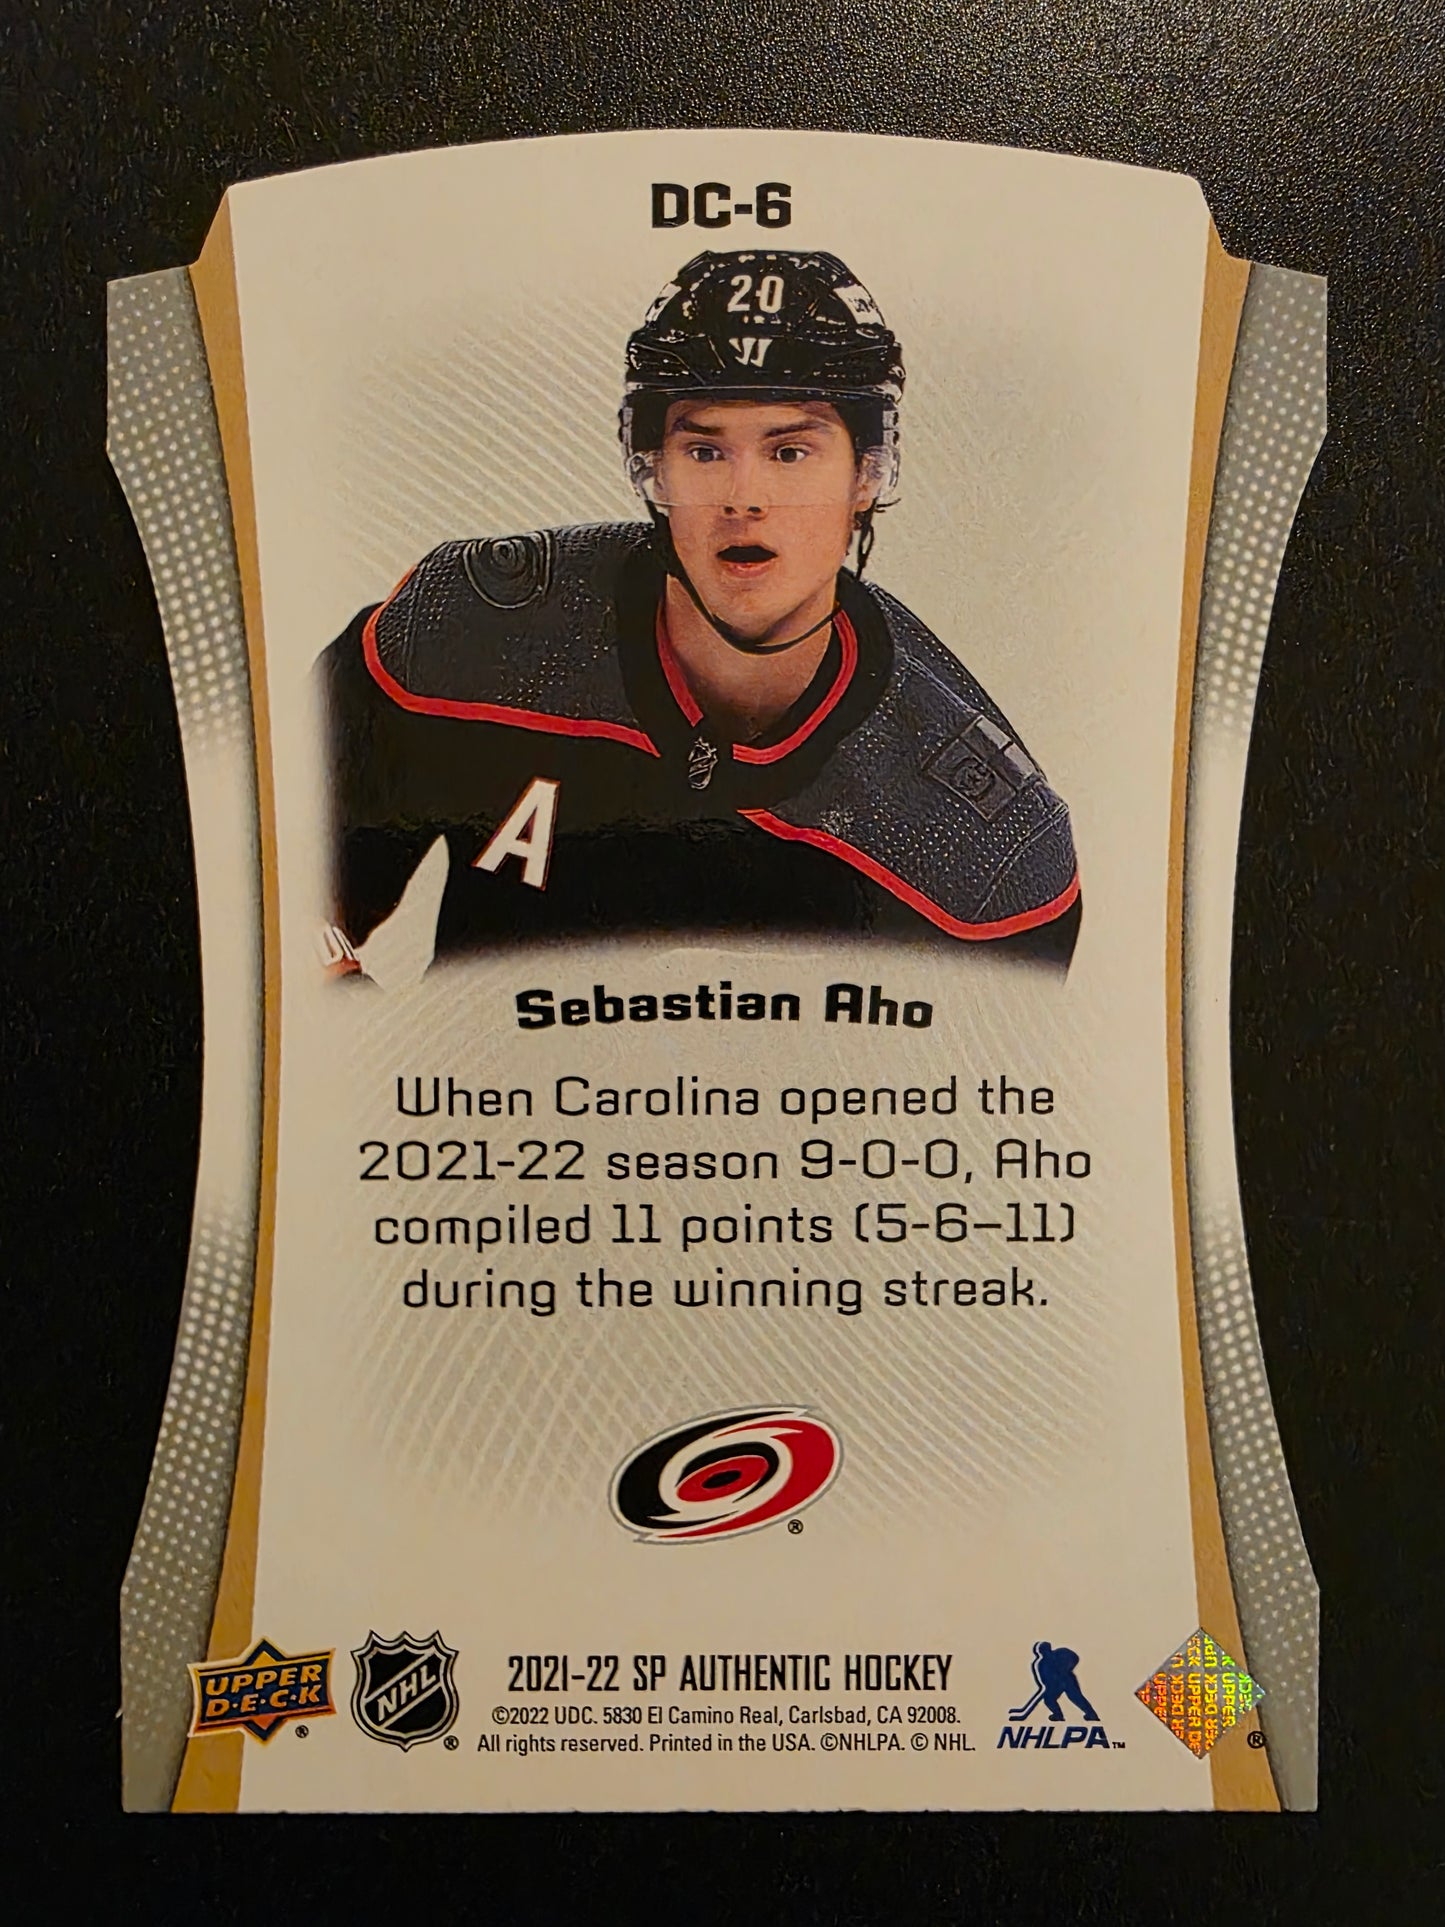 DC-6
20
A
Sebastian Aho
When Carolina opened the
2021-22 season 9-0-0, Aho
compiled 11 points (5-6–11)
during the winning streak.
®
UPPER
D·E·C·K
®
NHL
®
2021-22 SP AUTHENTIC HOCKEY
©2022 UDC. 5830 El Camino Real, Carlsbad, CA 92008.
All rights reserved. Printed in the USA. ©NHLPA. © NHL.
NHLPA™
UPPER DECK
®